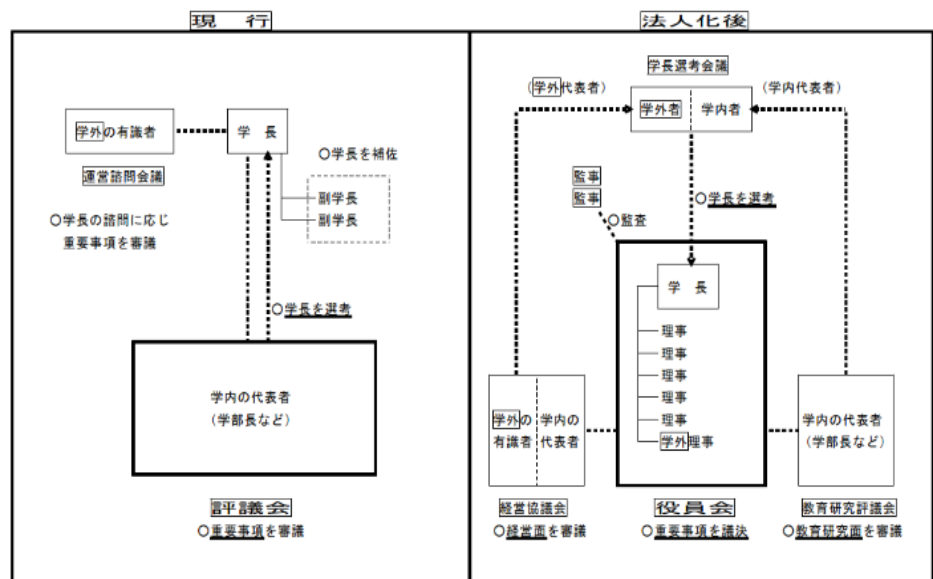 現　行
学外の有識者
学　長
運営諮問会議
〇学長の諮問に応じ
重要事項を審議
〇学長を補佐
副学長
副学長
〇学長を選考
学内の代表者
（学部長など）
評議会
〇重要事項を審議
法人化後
学長選考会議
（学外代表者）
学外者
学内者
（学内代表者）
監事
監事
〇監査
〇学長を選考
学　長
理事
理事
理事
理事
理事
学外理事
学外の
有識者
学内の
代表者
学内の代表者
（学部長など）
経営協議会
〇経営面を審議
役員会
〇重要事項を議決
教育研究評議会
〇教育研究面を審議